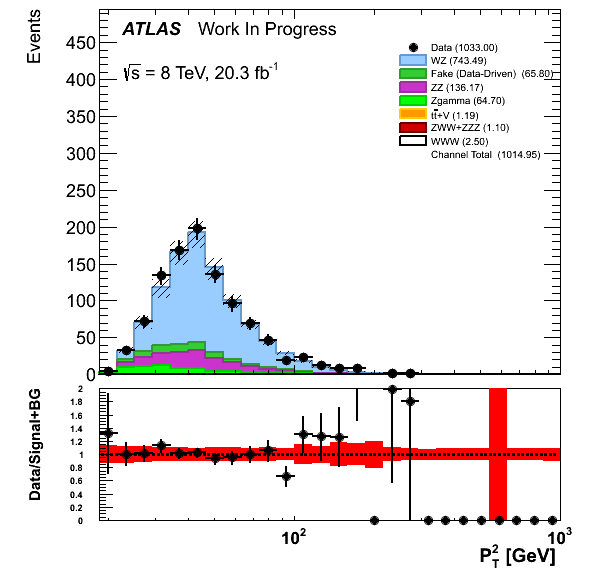 Events
450
400
350
300
250
200
150
100
50
0
ATLAS Work In Progress
√s = 8 TeV, 20.3 fb⁻¹
Data (1033.00)
WZ (743.49)
Fake (Data-Driven) (65.80)
ZZ (136.17)
Zgamma (64.70)
tt̄+V (1.19)
ZWW+ZZZ (1.10)
WWW (2.50)
Channel Total (1014.95)
Data/Signal+BG
2
1.8
1.6
1.4
1.2
1
0.8
0.6
0.4
0.2
0
10² 10³
P_T² [GeV]